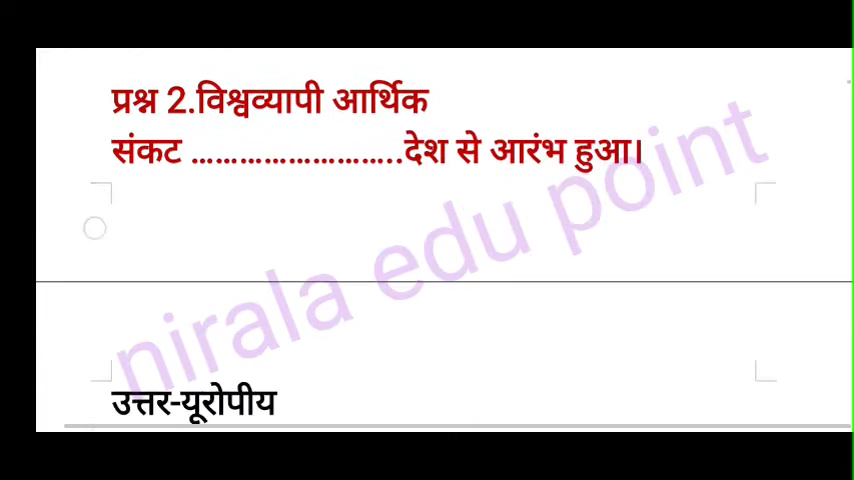 प्रश्न 2.विश्वव्यापी आर्थिक
संकट ……………………..देश से आरंभ हुआ।
nirala edu point
उत्तर-यूरोपीय